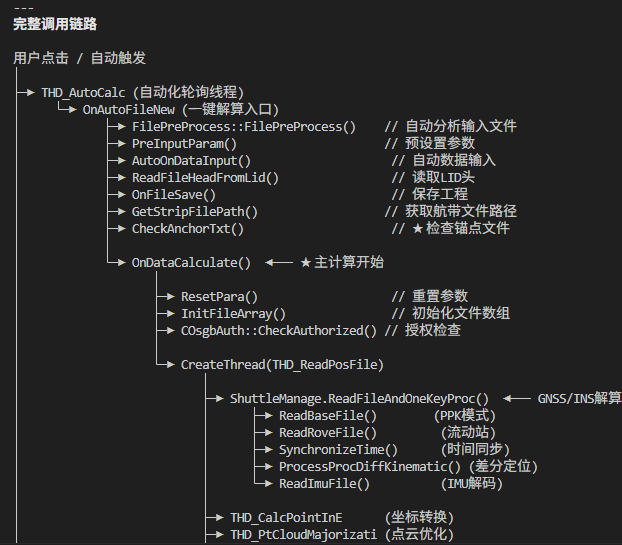 ---
完整调用链路
用户点击 / 自动触发
THD_AutoCalc (自动化轮询线程)
OnAutoFileNew (一键解算入口)
FilePreProcess::FilePreProcess() // 自动分析输入文件
PreInputParam() // 预设置参数
AutoOnDataInput() // 自动数据输入
ReadFileHeadFromLid() // 读取LID头
OnFileSave() // 保存工程
GetStripFilePath() // 获取航带文件路径
CheckAnchorTxt() // ★检查锚点文件
OnDataCalculate() ◄── ★主计算开始
ResetPara() // 重置参数
InitFileArray() // 初始化文件数组
COsgbAuth::CheckAuthorized() // 授权检查
CreateThread(THD_ReadPosFile)
ShuttleManage.ReadFileAndOneKeyProc() ◄── GNSS/INS解算
ReadBaseFile() (PPK模式)
ReadRoveFile() (流动站)
SynchronizeTime() (时间同步)
ProcessProcDiffKinematic() (差分定位)
ReadImuFile() (IMU解码)
THD_CalcPointInE (坐标转换)
THD_PtCloudMajorizati (点云优化)